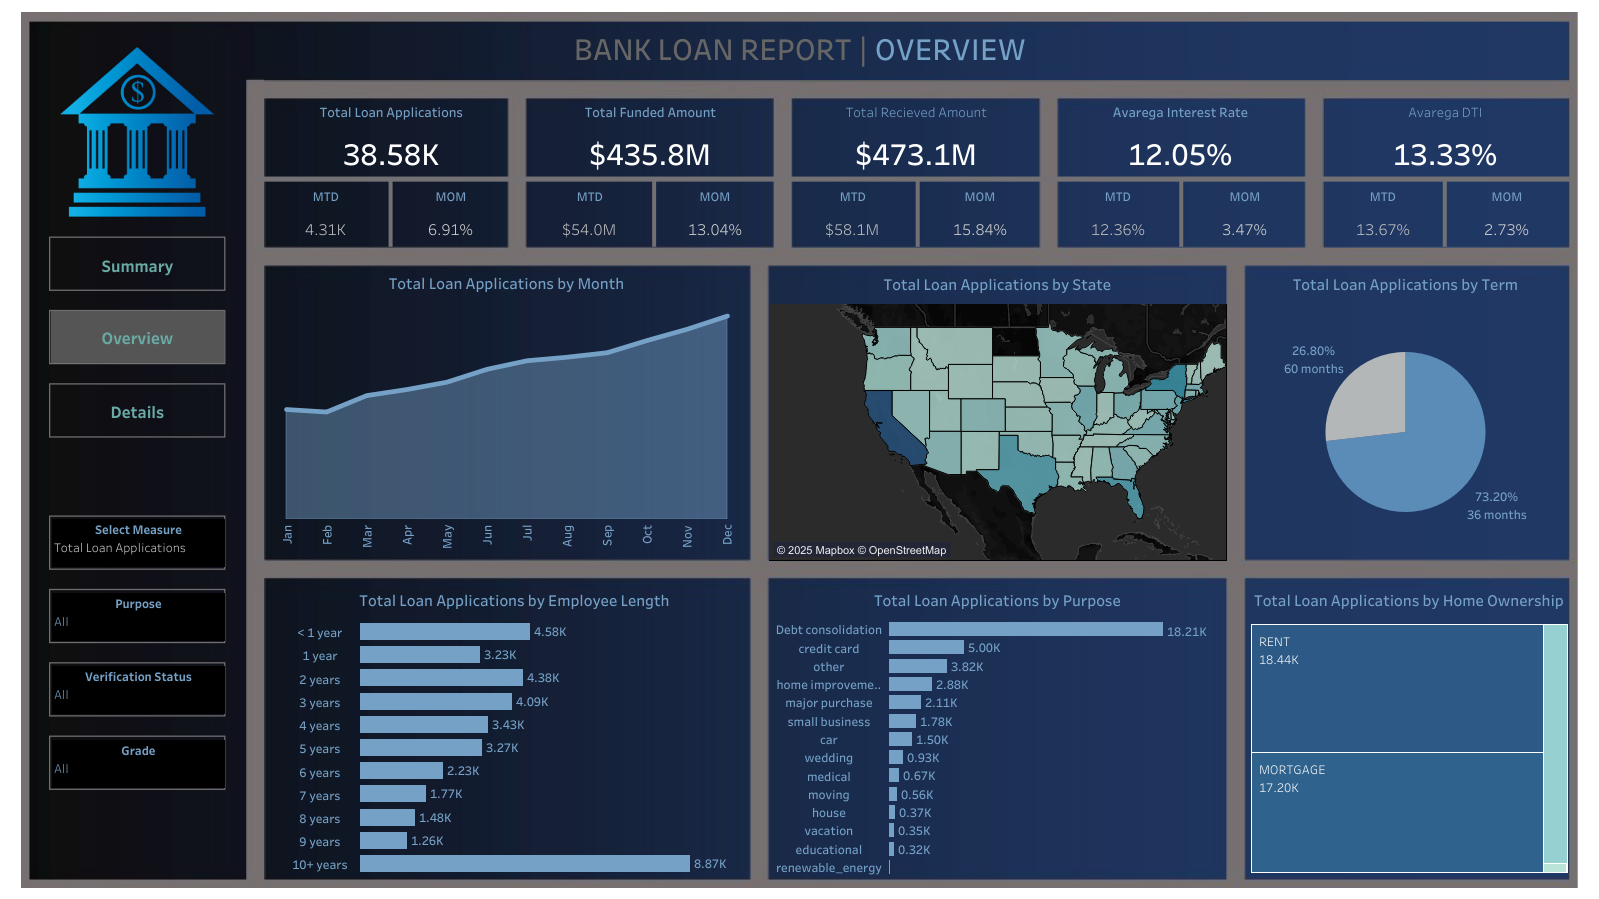 BANK LOAN REPORT | OVERVIEW
$
Summary
Overview
Details
Select Measure
Total Loan Applications
Purpose
All
Verification Status
All
Grade
All
Total Loan Applications
38.58K
MTD
MOM
4.31K
6.91%
Total Funded Amount
$435.8M
MTD
MOM
$54.0M
13.04%
Total Recieved Amount
$473.1M
MTD
MOM
$58.1M
15.84%
Avarega Interest Rate
12.05%
MTD
MOM
12.36%
3.47%
Avarega DTI
13.33%
MTD
MOM
13.67%
2.73%
Total Loan Applications by Month
Jan
Feb
Mar
Apr
May
Jun
Jul
Aug
Sep
Oct
Nov
Dec
Total Loan Applications by State
© 2025 Mapbox © OpenStreetMap
Total Loan Applications by Term
26.80%
60 months
73.20%
36 months
Total Loan Applications by Employee Length
< 1 year 4.58K
1 year 3.23K
2 years 4.38K
3 years 4.09K
4 years 3.43K
5 years 3.27K
6 years 2.23K
7 years 1.77K
8 years 1.48K
9 years 1.26K
10+ years 8.87K
Total Loan Applications by Purpose
Debt consolidation 18.21K
credit card 5.00K
other 3.82K
home improveme.. 2.88K
major purchase 2.11K
small business 1.78K
car 1.50K
wedding 0.93K
medical 0.67K
moving 0.56K
house 0.37K
vacation 0.35K
educational 0.32K
renewable_energy
Total Loan Applications by Home Ownership
RENT
18.44K
MORTGAGE
17.20K